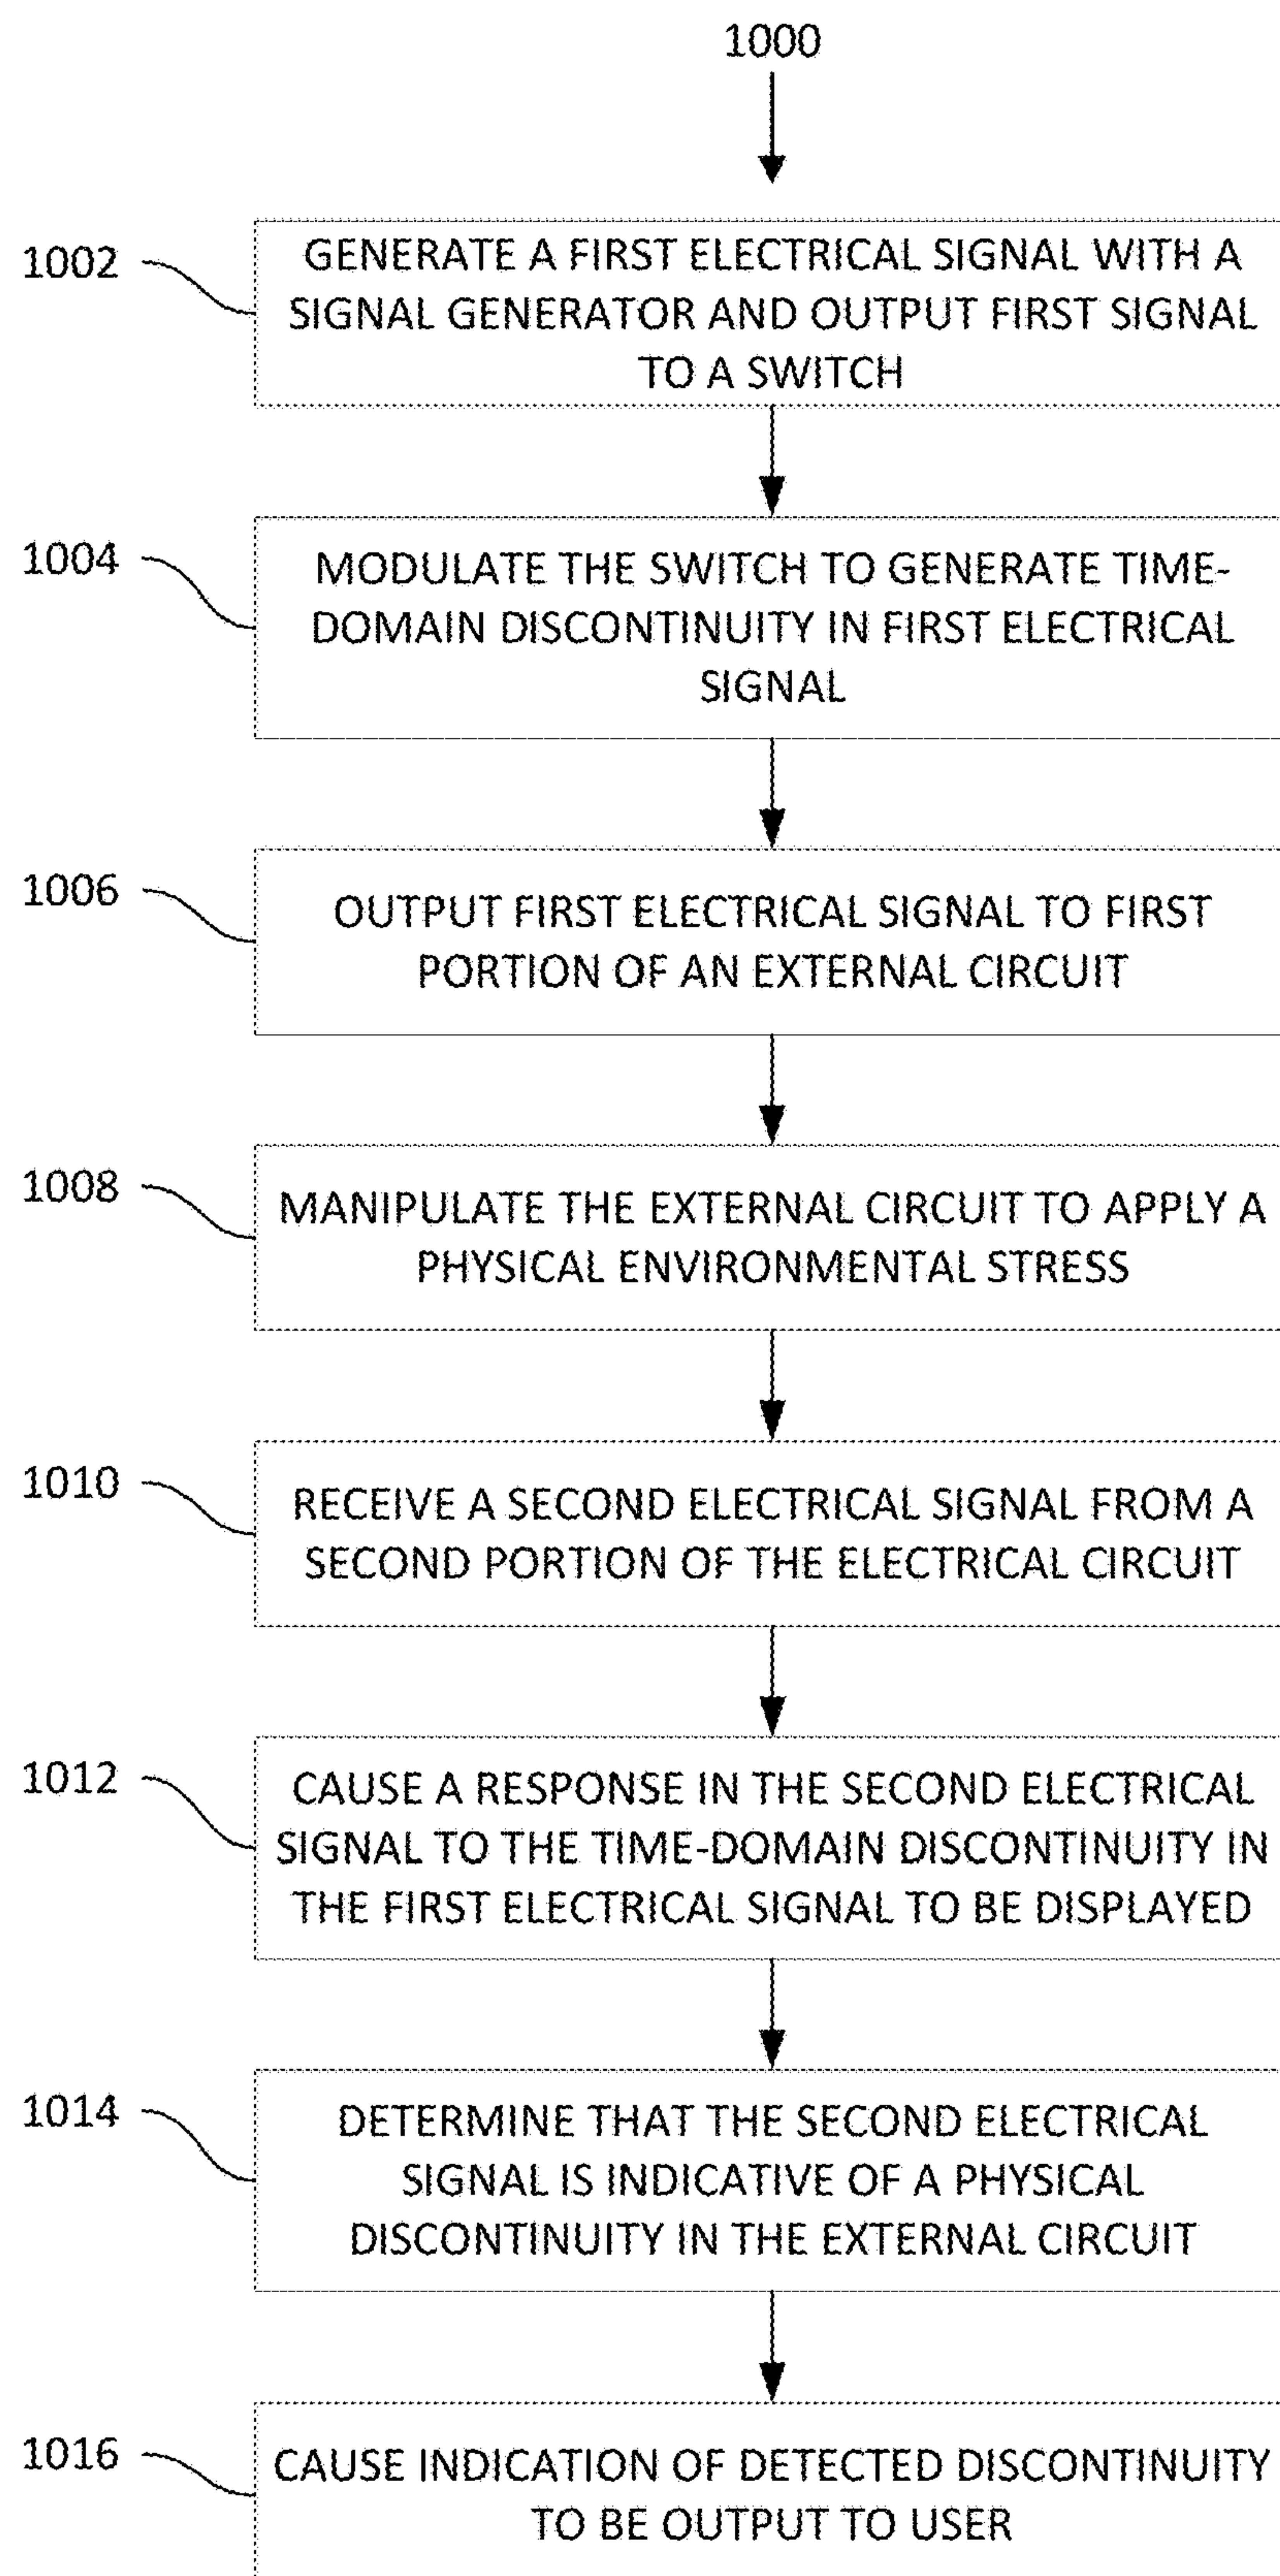 1000
1002
GENERATE A FIRST ELECTRICAL SIGNAL WITH A
SIGNAL GENERATOR AND OUTPUT FIRST SIGNAL
TO A SWITCH
1004
MODULATE THE SWITCH TO GENERATE TIME-
DOMAIN DISCONTINUITY IN FIRST ELECTRICAL
SIGNAL
1006
OUTPUT FIRST ELECTRICAL SIGNAL TO FIRST
PORTION OF AN EXTERNAL CIRCUIT
1008
MANIPULATE THE EXTERNAL CIRCUIT TO APPLY A
PHYSICAL ENVIRONMENTAL STRESS
1010
RECEIVE A SECOND ELECTRICAL SIGNAL FROM A
SECOND PORTION OF THE ELECTRICAL CIRCUIT
1012
CAUSE A RESPONSE IN THE SECOND ELECTRICAL
SIGNAL TO THE TIME-DOMAIN DISCONTINUITY IN
THE FIRST ELECTRICAL SIGNAL TO BE DISPLAYED
1014
DETERMINE THAT THE SECOND ELECTRICAL
SIGNAL IS INDICATIVE OF A PHYSICAL
DISCONTINUITY IN THE EXTERNAL CIRCUIT
1016
CAUSE INDICATION OF DETECTED DISCONTINUITY
TO BE OUTPUT TO USER